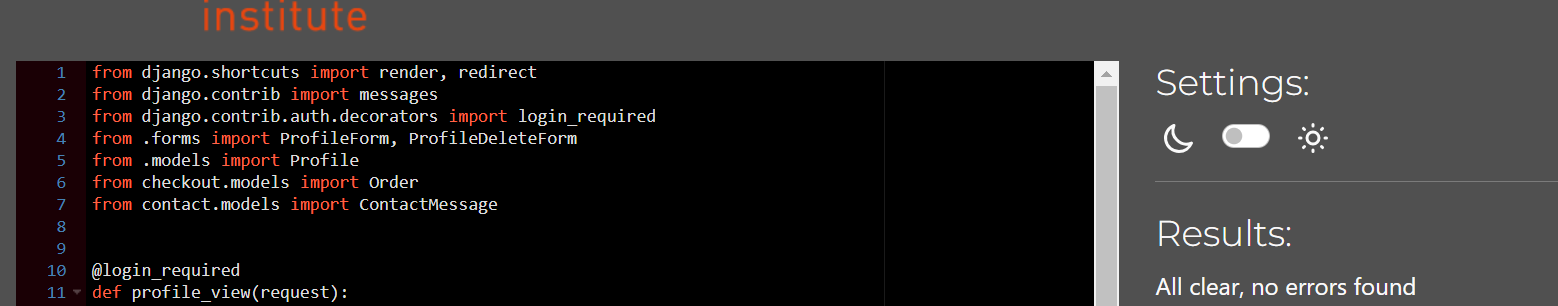 institute
1 from django.shortcuts import render, redirect
2 from django.contrib import messages
3 from django.contrib.auth.decorators import login_required
4 from .forms import ProfileForm, ProfileDeleteForm
5 from .models import Profile
6 from checkout.models import Order
7 from contact.models import ContactMessage
8
9
10 @login_required
11 def profile_view(request):
Settings:
Results:
All clear, no errors found